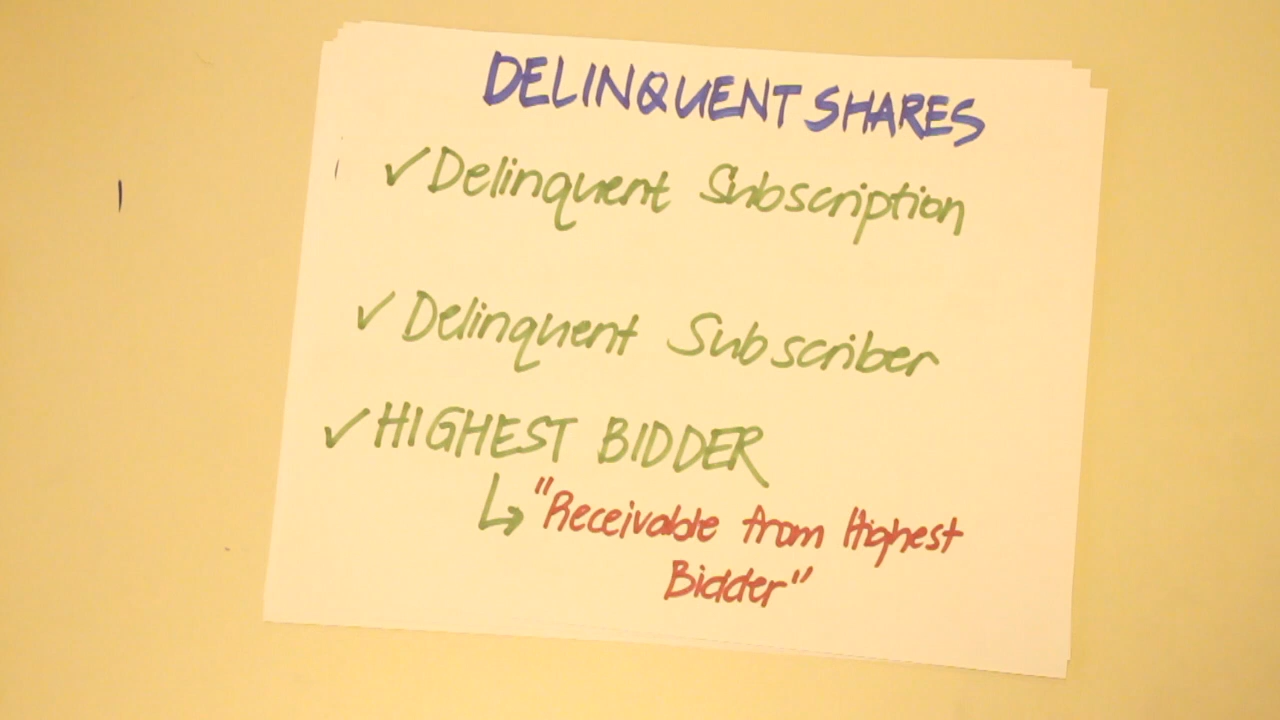 DELINQUENT SHARES
✓ Delinquent Subscription
✓ Delinquent Subscriber
✓ HIGHEST BIDDER
↳ "Receivable from Highest
Bidder"